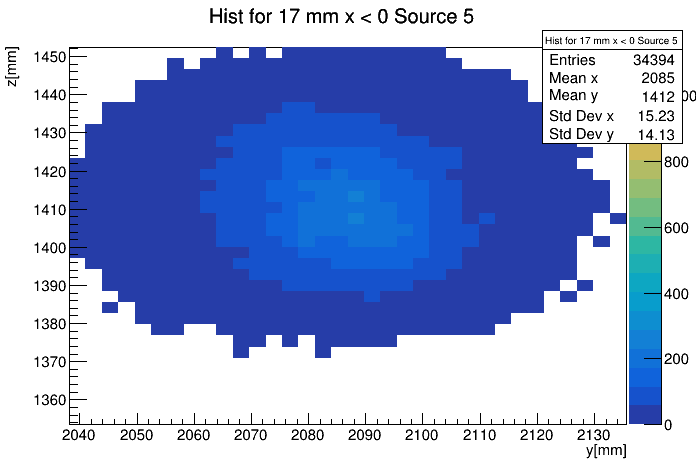 Hist for 17 mm x < 0 Source 5
z[mm]
1450
1440
1430
1420
1410
1400
1390
1380
1370
1360
2040 2050 2060 2070 2080 2090 2100 2110 2120 2130
y[mm]
Hist for 17 mm x < 0 Source 5
Entries 34394
Mean x 2085
Mean y 1412
Std Dev x 15.23
Std Dev y 14.13
00
800
600
400
200
0